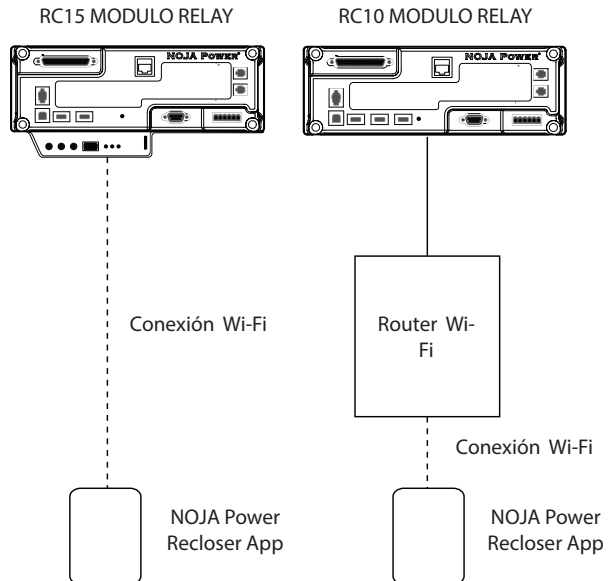 RC15 MODULO RELAY
RC10 MODULO RELAY
NOJA POWER®
NOJA POWER®
Conexión Wi-Fi
Router Wi-
Fi
Conexión Wi-Fi
NOJA Power
Recloser App
NOJA Power
Recloser App